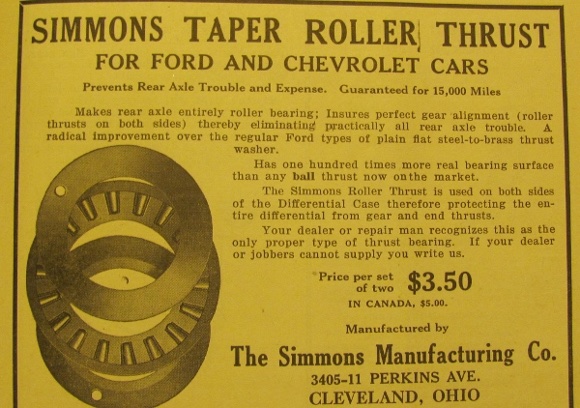 SIMMONS TAPER ROLLER THRUST
FOR FORD AND CHEVROLET CARS
Prevents Rear Axle Trouble and Expense. Guaranteed for 15,000 Miles
Makes rear axle entirely roller bearing; Insures perfect gear alignment (roller
thrusts on both sides) thereby eliminating practically all rear axle trouble. A
radical improvement over the regular Ford types of plain flat steel-to-brass thrust
washer.
Has one hundred times more real bearing surface
than any ball thrust now on the market.
The Simmons Roller Thrust is used on both sides
of the Differential Case therefore protecting the en-
tire differential from gear and end thrusts.
Your dealer or repair man recognizes this as the
only proper type of thrust bearing. If your dealer
or jobbers cannot supply you write us.
Price per set
of two $3.50
IN CANADA, $5.00.
Manufactured by
The Simmons Manufacturing Co.
3405-11 PERKINS AVE.
CLEVELAND, OHIO